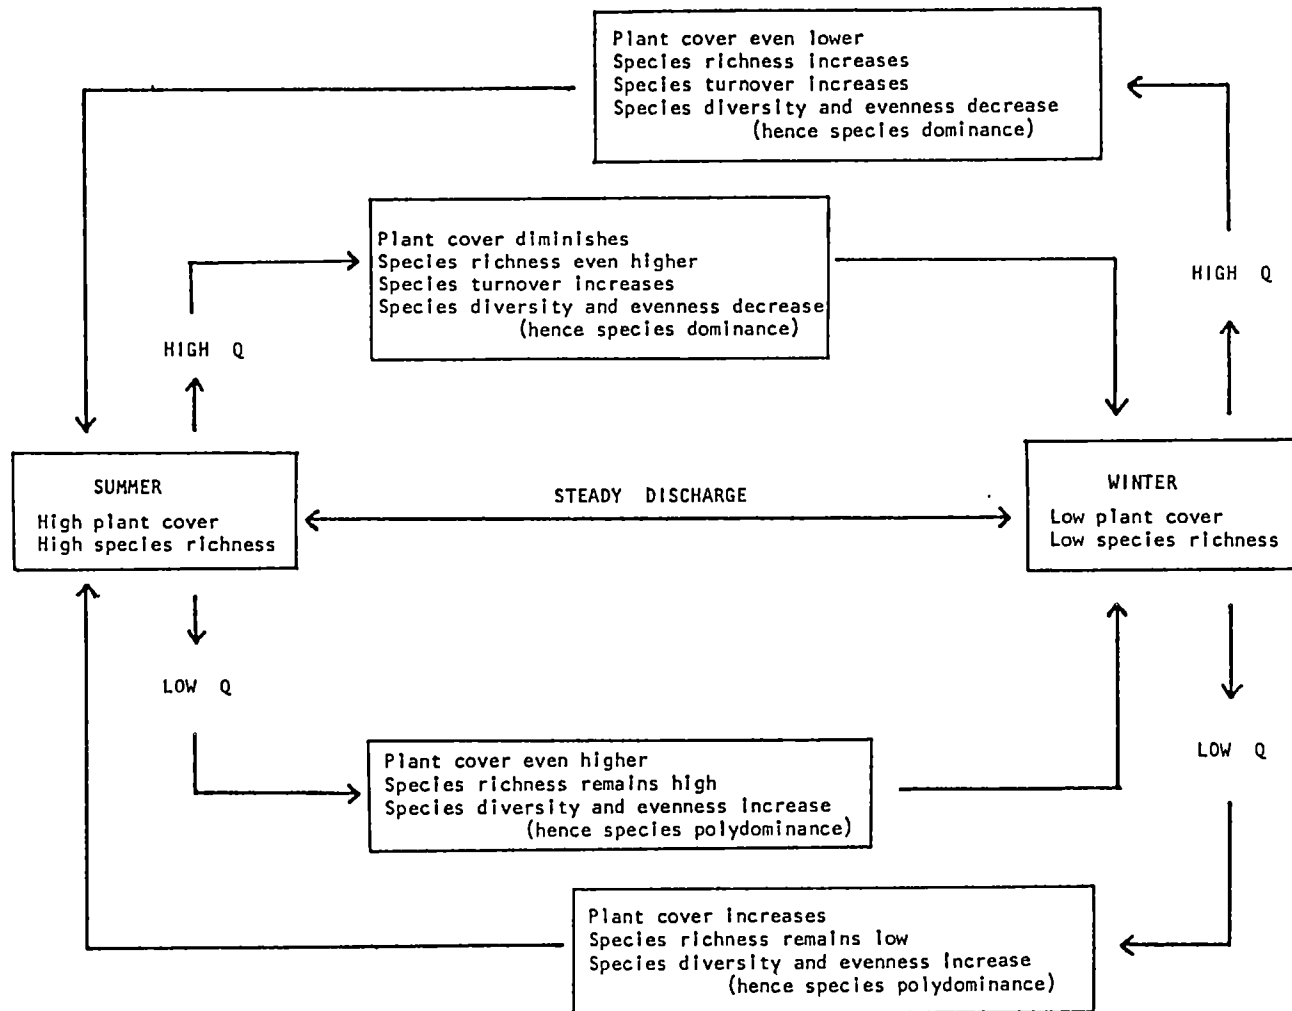 Plant cover even lower
Species richness increases
Species turnover increases
Species diversity and evenness decrease
(hence species dominance)
Plant cover diminishes
Species richness even higher
Species turnover increases
Species diversity and evenness decrease
(hence species dominance)
HIGH Q
HIGH Q
SUMMER
High plant cover
High species richness
STEADY DISCHARGE
WINTER
Low plant cover
Low species richness
LOW Q
LOW Q
Plant cover even higher
Species richness remains high
Species diversity and evenness increase
(hence species polydominance)
Plant cover increases
Species richness remains low
Species diversity and evenness increase
(hence species polydominance)